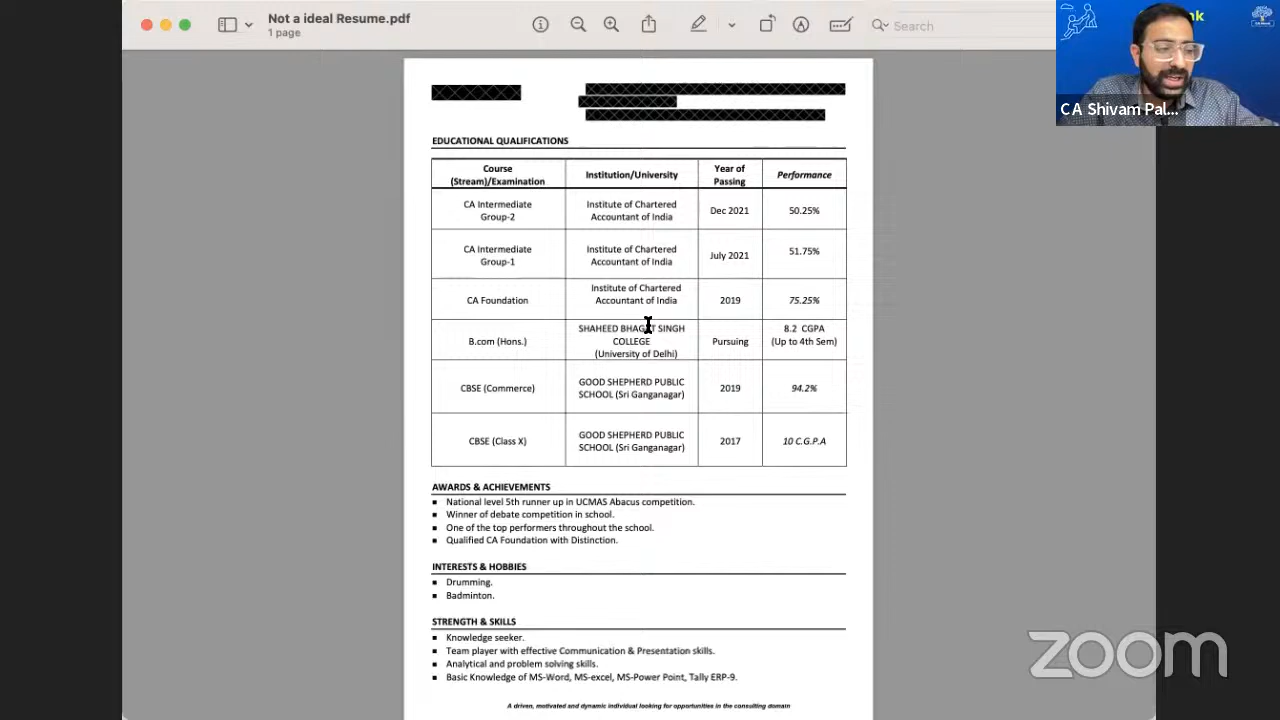 Not a ideal Resume.pdf
1 page
Search
C A Shivam Pal...
EDUCATIONAL QUALIFICATIONS
Course
(Stream)/Examination
Institution/University
Year of
Passing
Performance
CA Intermediate
Group-2
Institute of Chartered
Accountant of India
Dec 2021
50.25%
CA Intermediate
Group-1
Institute of Chartered
Accountant of India
July 2021
51.75%
CA Foundation
Institute of Chartered
Accountant of India
2019
75.25%
B.com (Hons.)
SHAHEED BHAGAT SINGH
COLLEGE
(University of Delhi)
Pursuing
8.2 CGPA
(Up to 4th Sem)
CBSE (Commerce)
GOOD SHEPHERD PUBLIC
SCHOOL (Sri Ganganagar)
2019
94.2%
CBSE (Class X)
GOOD SHEPHERD PUBLIC
SCHOOL (Sri Ganganagar)
2017
10 C.G.P.A
AWARDS & ACHIEVEMENTS
National level 5th runner up in UCMAS Abacus competition.
Winner of debate competition in school.
One of the top performers throughout the school.
Qualified CA Foundation with Distinction.
INTERESTS & HOBBIES
Drumming.
Badminton.
STRENGTH & SKILLS
Knowledge seeker.
Team player with effective Communication & Presentation skills.
Analytical and problem solving skills.
Basic Knowledge of MS-Word, MS-excel, MS-Power Point, Tally ERP-9.
A driven, motivated and dynamic individual looking for opportunities in the consulting domain
zoom